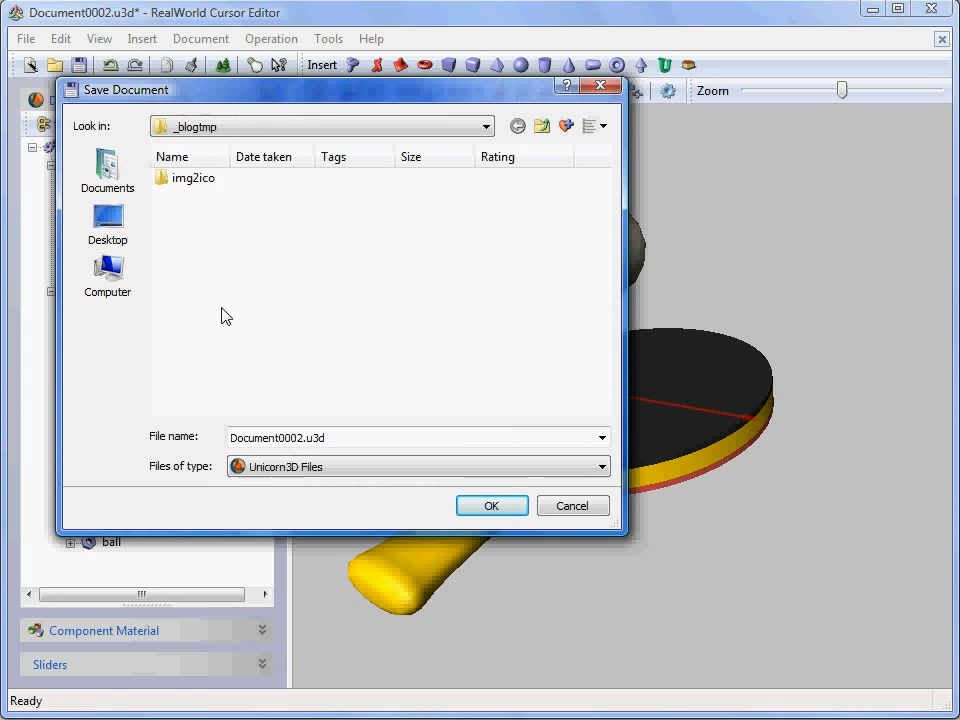 Document0002.u3d* - RealWorld Cursor Editor
File Edit View Insert Document Operation Tools Help
Insert
Zoom
Save Document
Look in: _blogtmp
Name Date taken Tags Size Rating
img2ico
Documents
Desktop
Computer
File name: Document0002.u3d
Files of type: Unicorn3D Files
OK Cancel
ball
Component Material
Sliders
Ready